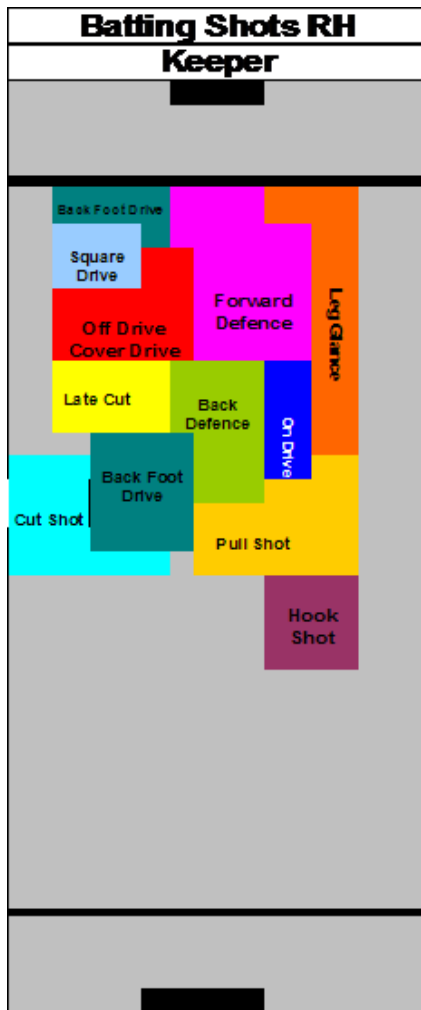 Batting Shots RH
Keeper
Back Foot Drive
Square
Drive
Off Drive
Cover Drive
Forward
Defence
Leg Glance
Late Cut
Back
Defence
On Drive
Back Foot
Drive
Cut Shot
Pull Shot
Hook
Shot